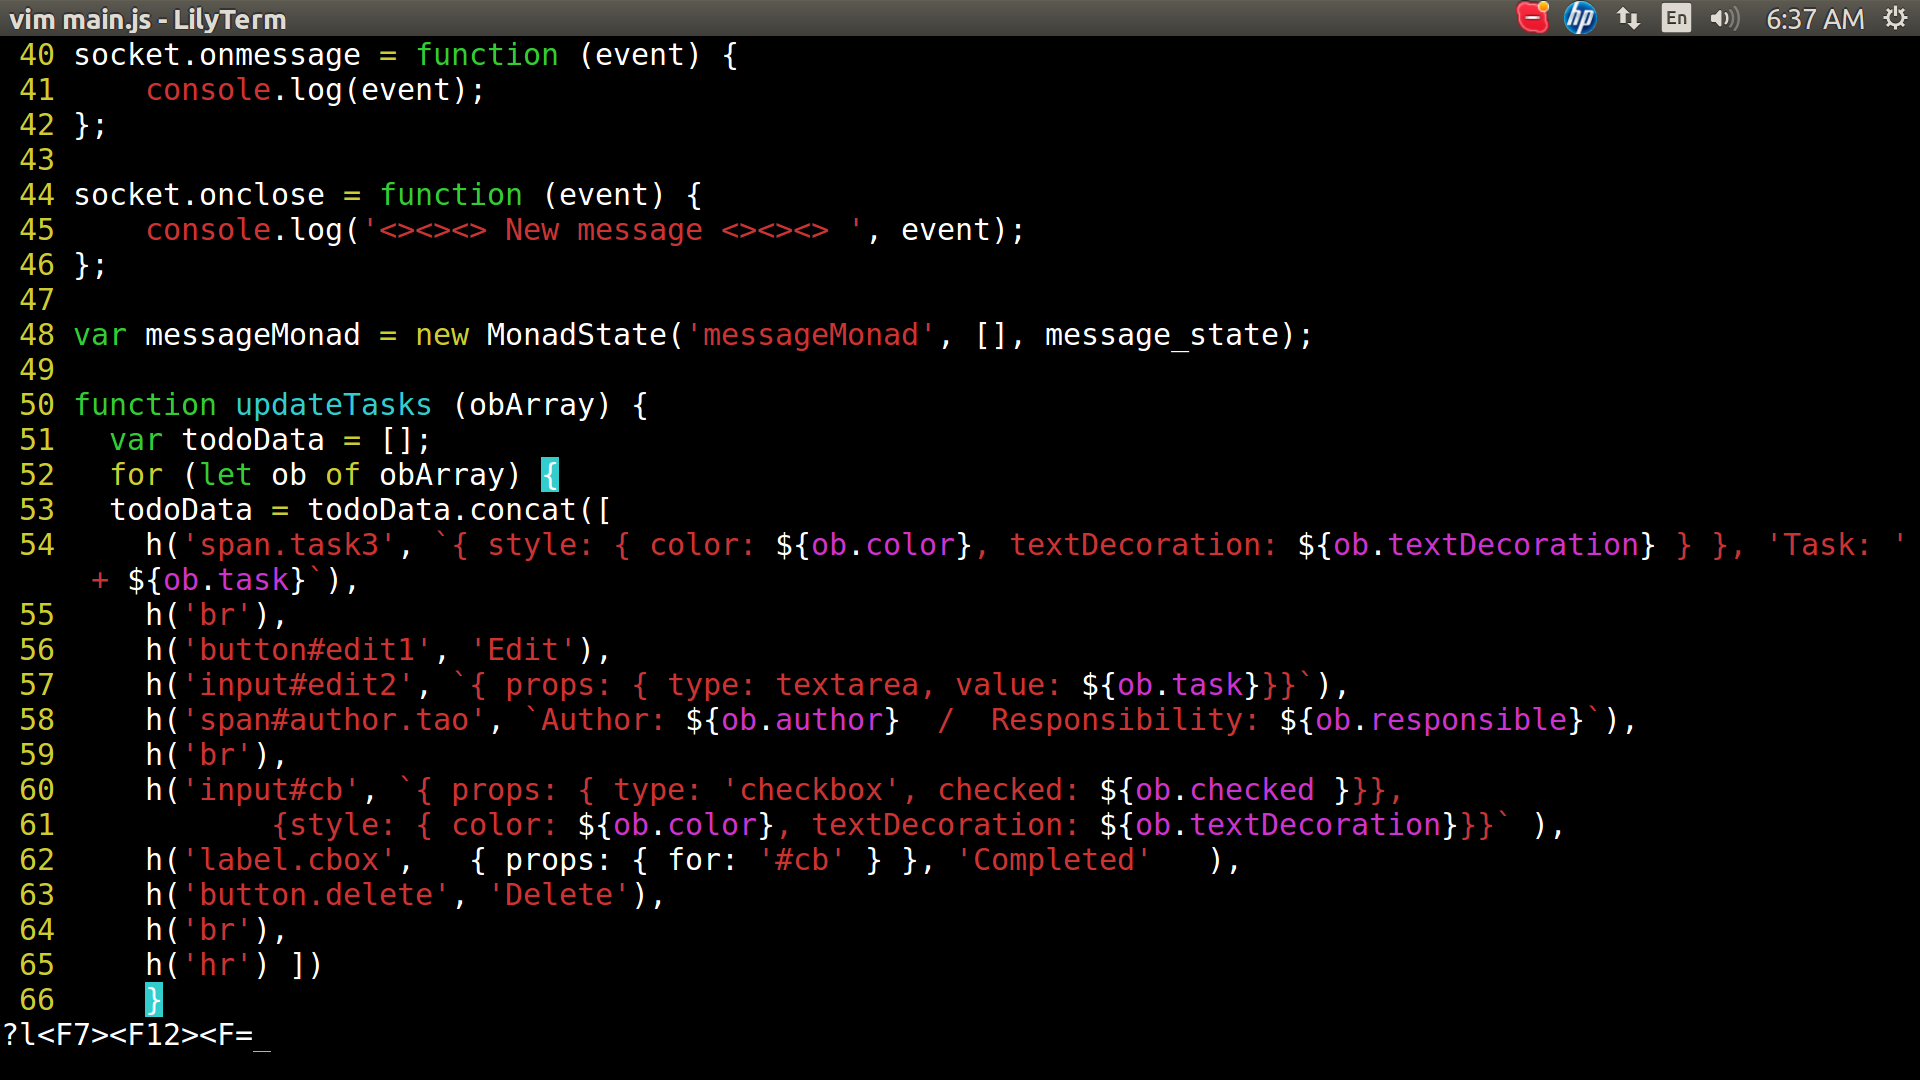 vim main.js - LilyTerm
hp
En
6:37 AM
40 socket.onmessage = function (event) {
41     console.log(event);
42 };
43
44 socket.onclose = function (event) {
45     console.log('<><><> New message <><><> ', event);
46 };
47
48 var messageMonad = new MonadState('messageMonad', [], message_state);
49
50 function updateTasks (obArray) {
51   var todoData = [];
52   for (let ob of obArray) {
53   todoData = todoData.concat([
54     h('span.task3', `{ style: { color: ${ob.color}, textDecoration: ${ob.textDecoration} } }, 'Task: '
 + ${ob.task}`),
55     h('br'),
56     h('button#edit1', 'Edit'),
57     h('input#edit2', `{ props: { type: textarea, value: ${ob.task}}}`),
58     h('span#author.tao', `Author: ${ob.author}  /  Responsibility: ${ob.responsible}`),
59     h('br'),
60     h('input#cb', `{ props: { type: 'checkbox', checked: ${ob.checked }}},
61            {style: { color: ${ob.color}, textDecoration: ${ob.textDecoration}}}` ),
62     h('label.cbox',   { props: { for: '#cb' } }, 'Completed'   ),
63     h('button.delete', 'Delete'),
64     h('br'),
65     h('hr') ])
66     }
?l<F7><F12><F=_